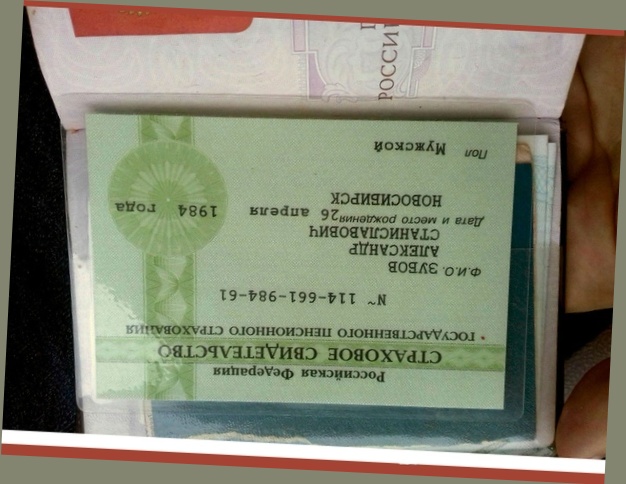 Российская Федерация
СТРАХОВОЕ СВИДЕТЕЛЬСТВО
ГОСУДАРСТВЕННОГО ПЕНСИОННОГО СТРАХОВАНИЯ
№ 114-661-984-61
Ф.И.О. ЗУБОВ
АЛЕКСАНДР
СТАНИСЛАВОВИЧ
Дата и место рождения 26 апреля 1984 года
НОВОСИБИРСК
Пол Мужской